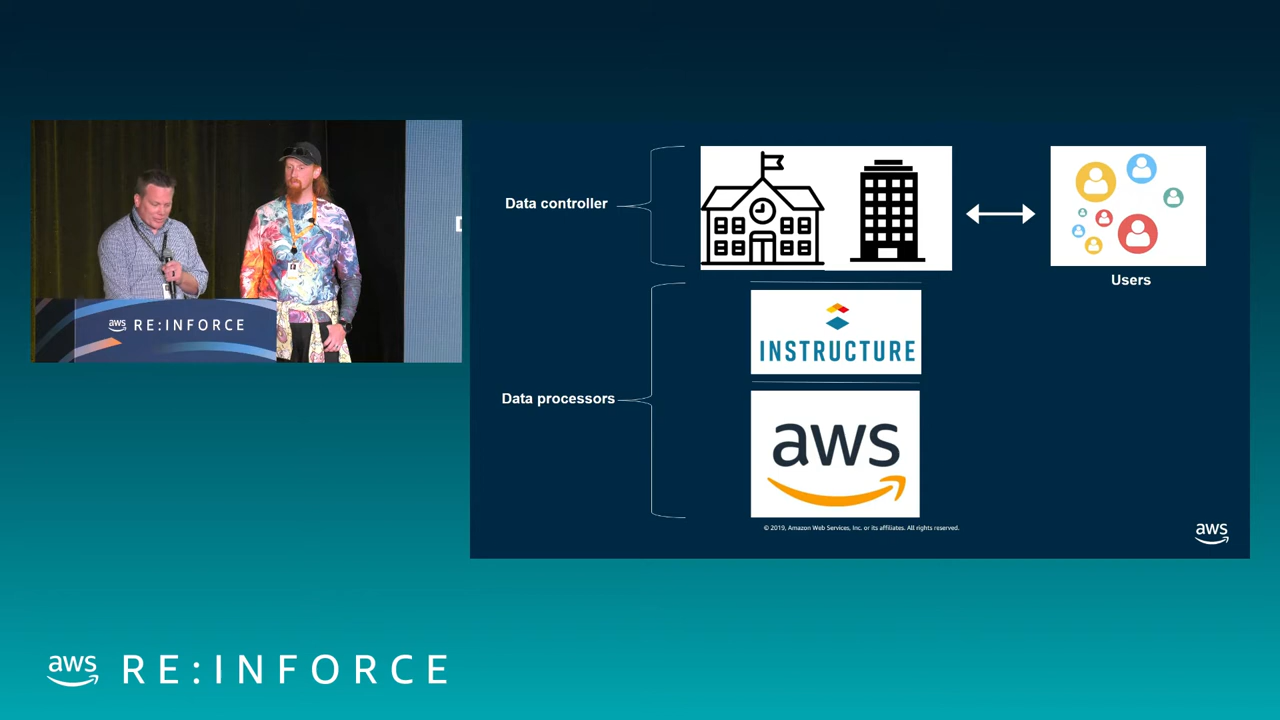 aws RE:INFORCE
D
Data controller
Users
INSTRUCTURE
Data processors
aws
© 2019, Amazon Web Services, Inc. or its affiliates. All rights reserved.
aws
aws RE:INFORCE